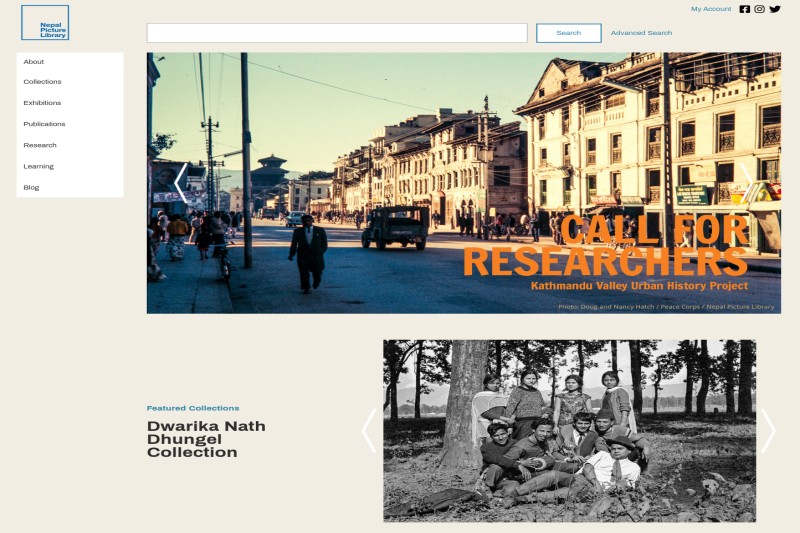 Nepal
Picture
Library
My Account
Search
Advanced Search
About
Collections
Exhibitions
Publications
Research
Learning
Blog
CALL FOR
RESEARCHERS
Kathmandu Valley Urban History Project
Photo: Doug and Nancy Hatch / Peace Corps / Nepal Picture Library
Featured Collections
Dwarika Nath
Dhungel
Collection